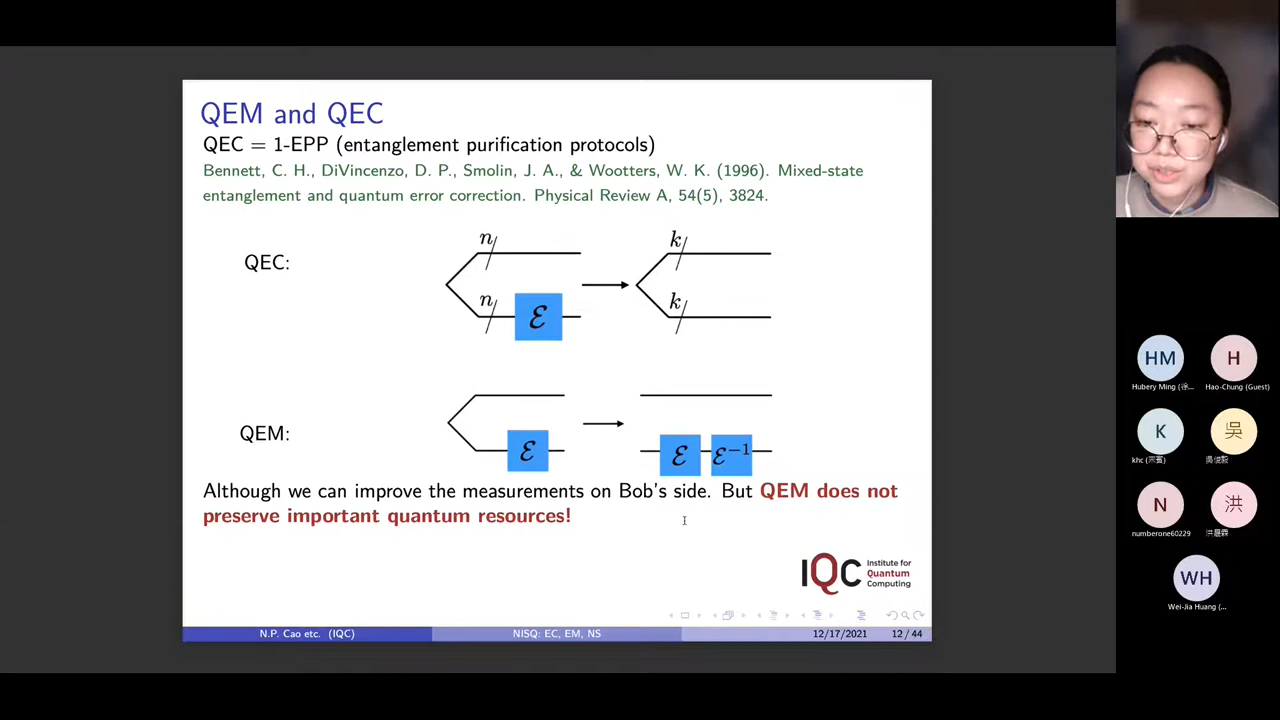 QEM and QEC
QEC = 1-EPP (entanglement purification protocols)
Bennett, C. H., DiVincenzo, D. P., Smolin, J. A., & Wootters, W. K. (1996). Mixed-state
entanglement and quantum error correction. Physical Review A, 54(5), 3824.
QEC:
n
n
ℰ
k
k
QEM:
ℰ
ℰ
ℰ⁻¹
Although we can improve the measurements on Bob's side. But QEM does not
preserve important quantum resources!
IQC
Institute for
Quantum
Computing
N.P. Cao etc. (IQC)
NISQ: EC, EM, NS
12/17/2021
12 / 44
HM
Hubery Ming (徐...
H
Hao-Chung (Guest)
K
吳
N
numberone60229
洪
WH
Wei-Jia Huang (...